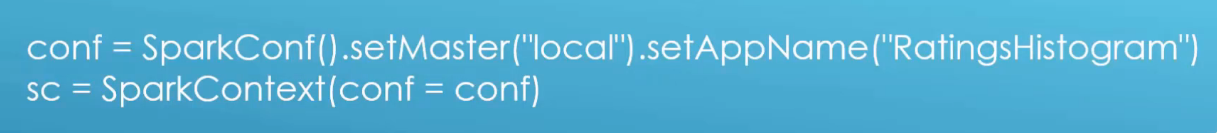 conf = SparkConf().setMaster("local").setAppName("RatingsHistogram")
sc = SparkContext(conf = conf)